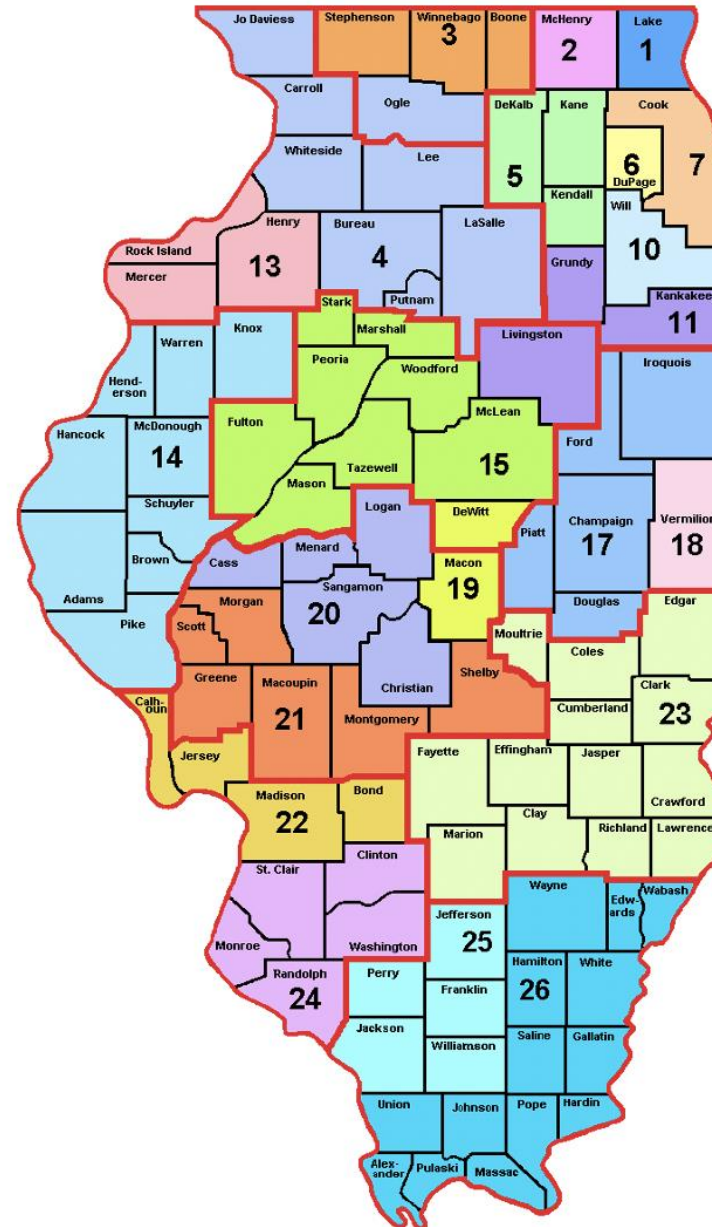 Jo Daviess
Stephenson
Winnebago
3
Boone
McHenry
2
Lake
1
Carroll
Ogle
DeKalb
5
Kane
Cook
7
6
DuPage
Whiteside
Lee
Kendall
Will
10
Rock Island
Henry
13
Bureau
4
LaSalle
Putnam
Grundy
Mercer
Kankakee
11
Stark
Marshall
Knox
Warren
Hend-
erson
Peoria
Woodford
Livingston
Iroquois
Hancock
McDonough
14
Fulton
McLean
15
Ford
Tazewell
Mason
Schuyler
Logan
DeWitt
Piatt
Champaign
17
Vermilion
18
Adams
Brown
Cass
Menard
Macon
19
Sangamon
20
Douglas
Edgar
Pike
Scott
Morgan
Moultrie
Coles
Greene
Macoupin
21
Christian
Shelby
Clark
23
Cumberland
Calh-
oun
Montgomery
Jersey
Fayette
Effingham
Jasper
Crawford
Madison
22
Bond
Clay
Richland
Lawrence
Marion
St. Clair
Clinton
Wayne
Edw-
ards
Wabash
Monroe
Washington
Jefferson
25
Randolph
24
Perry
Hamilton
26
White
Franklin
Jackson
Williamson
Saline
Gallatin
Union
Johnson
Pope
Hardin
Alex-
ander
Pulaski
Massac